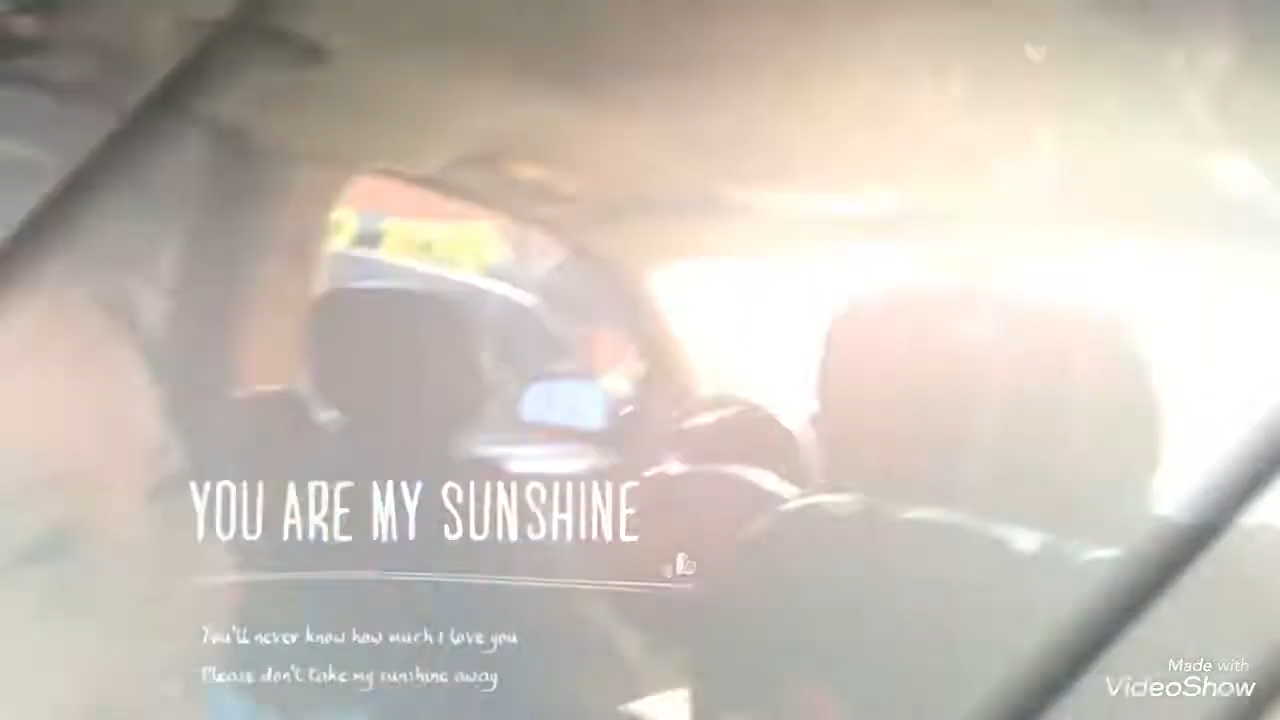 YOU ARE MY SUNSHINE
You'll never know how much I love you
Please don't take my sunshine away
Made with
VideoShow